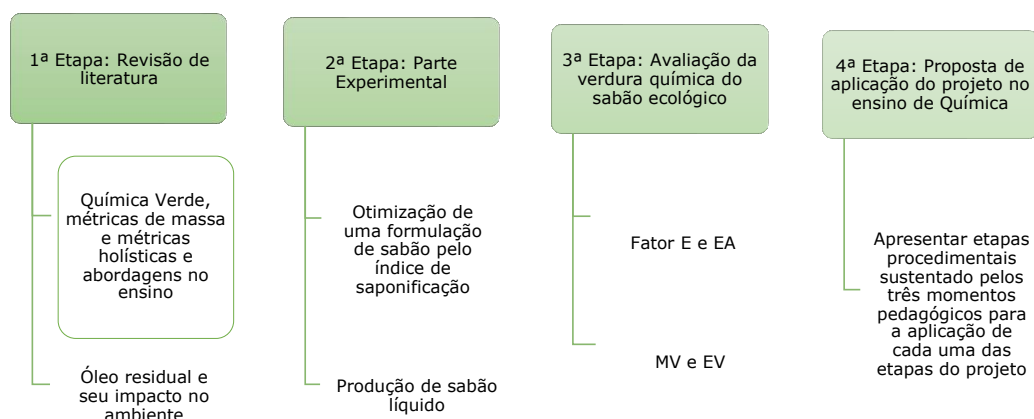 1ª Etapa: Revisão de
literatura
Química Verde,
métricas de massa
e métricas
holísticas e
abordagens no
ensino
Óleo residual e
seu impacto no
ambiente
2ª Etapa: Parte
Experimental
Otimização de
uma formulação
de sabão pelo
índice de
saponificação
Produção de sabão
líquido
3ª Etapa: Avaliação da
verdura química do
sabão ecológico
Fator E e EA
MV e EV
4ª Etapa: Proposta de
aplicação do projeto no
ensino de Química
Apresentar etapas
procedimentais
sustentado pelos
três momentos
pedagógicos para
a aplicação de
cada uma das
etapas do projeto